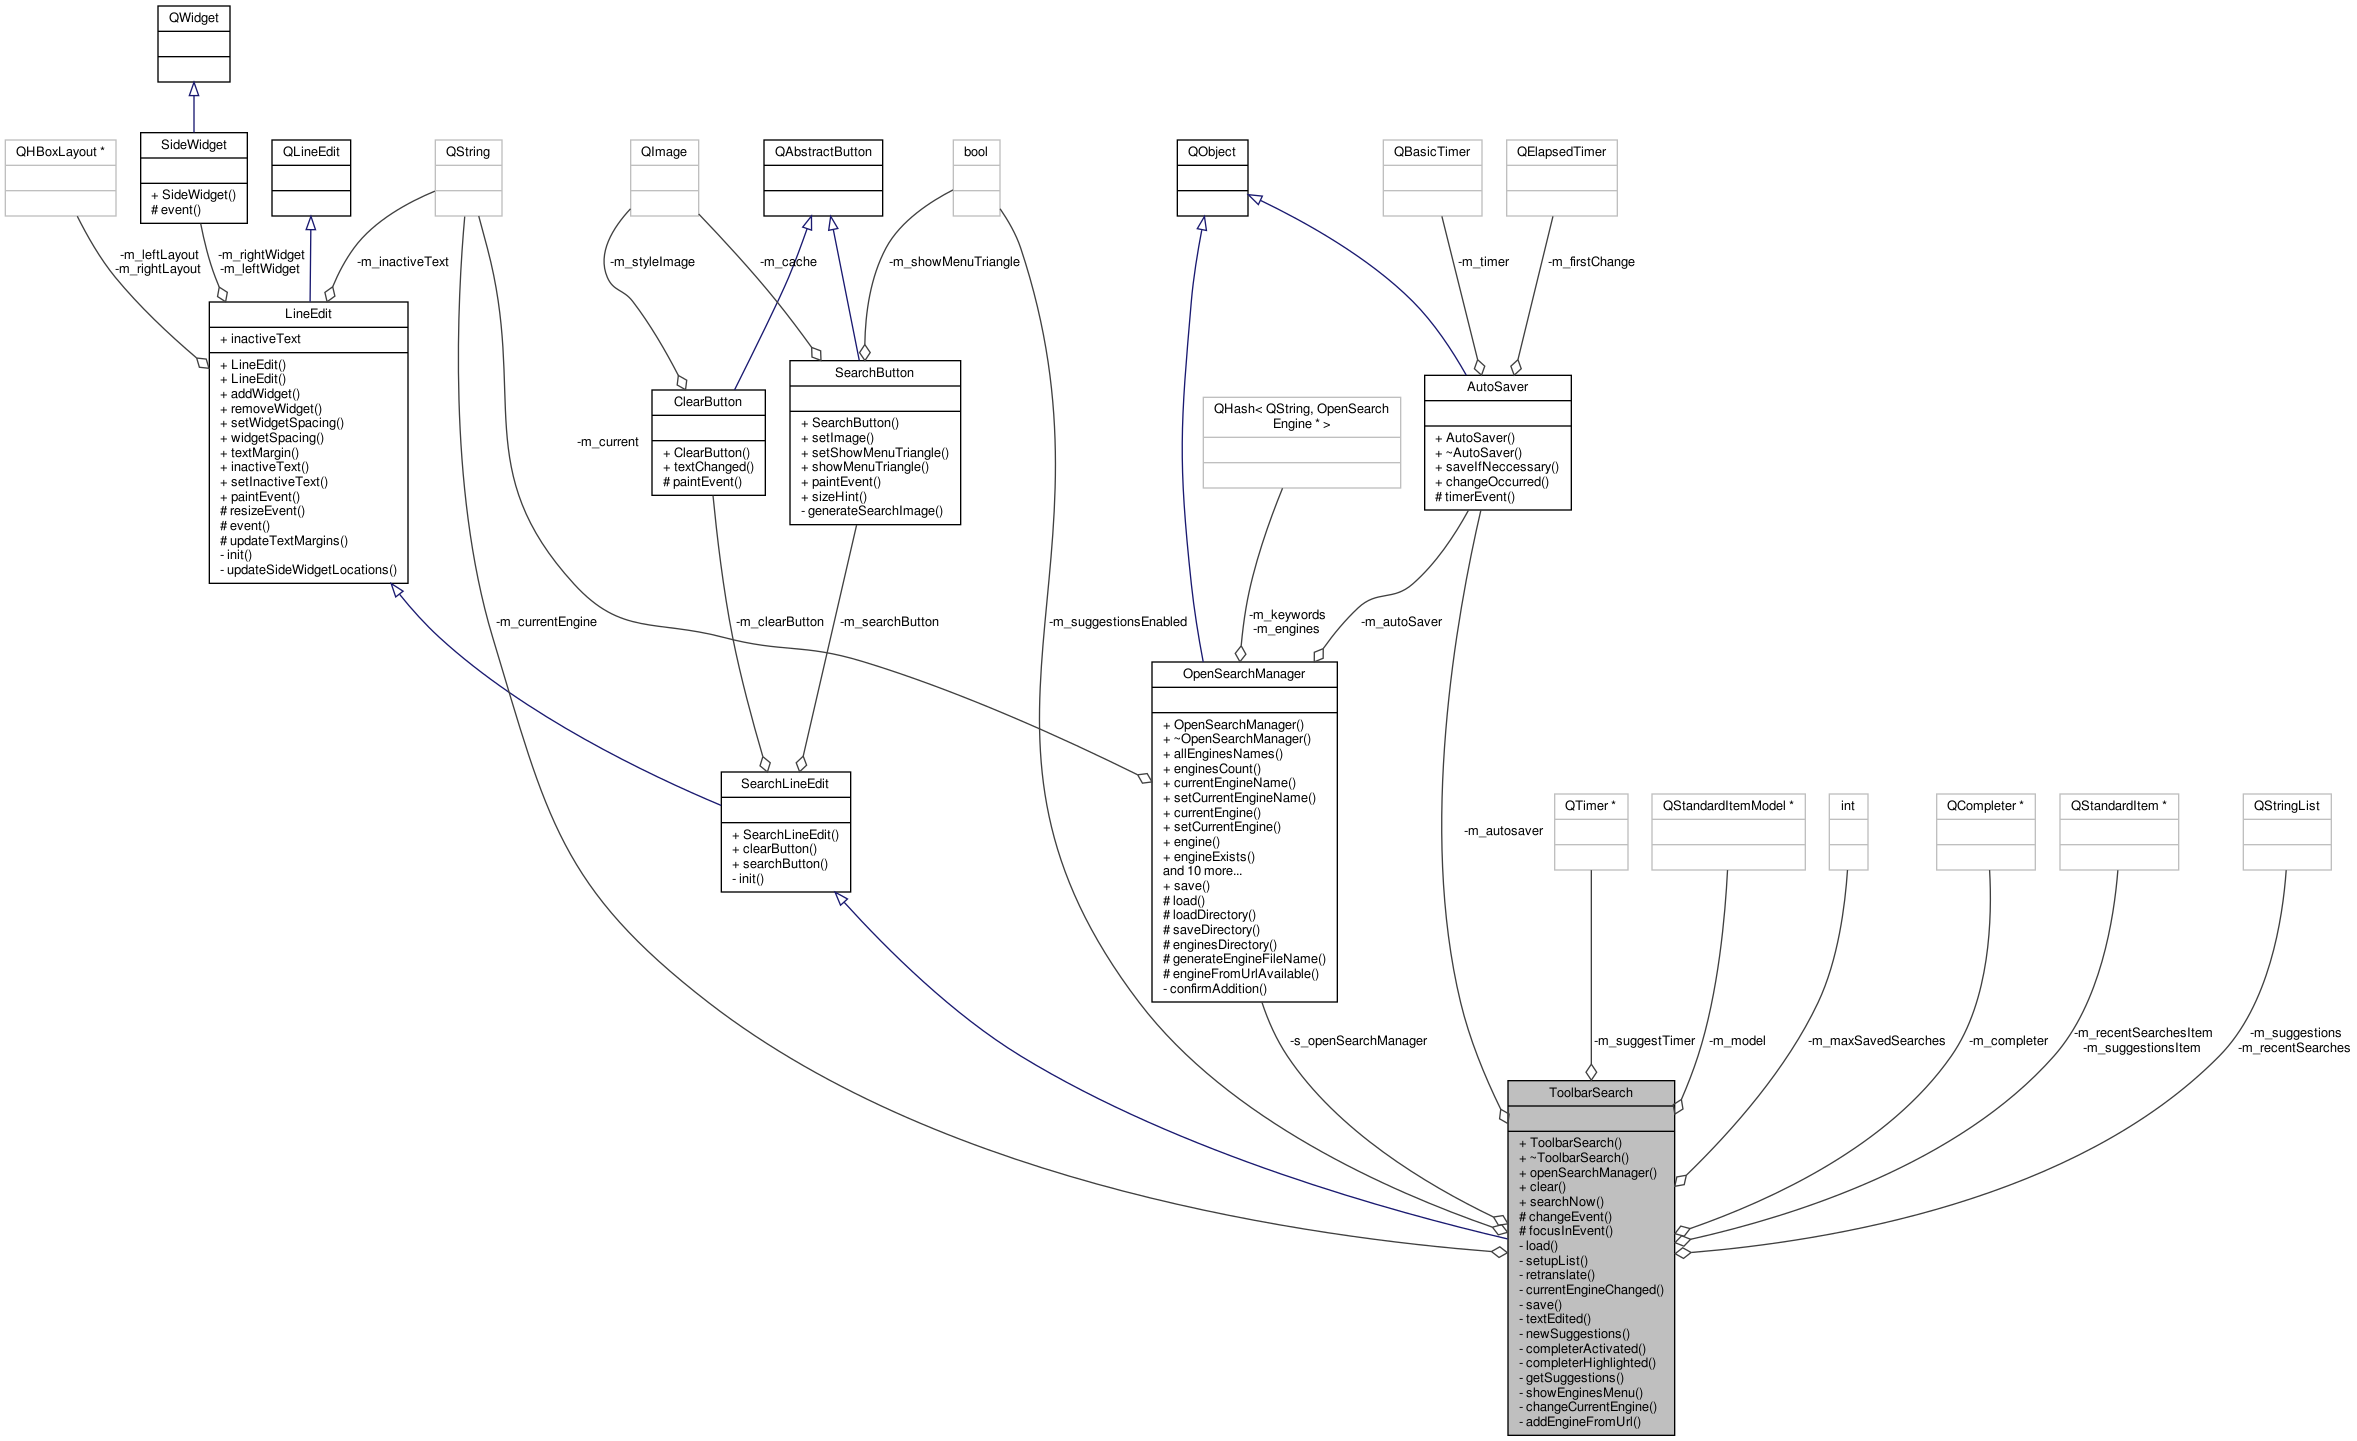 QWidget
QHBoxLayout *
SideWidget
+ SideWidget()
# event()
QLineEdit
QString
QImage
QAbstractButton
bool
QObject
QBasicTimer
QElapsedTimer
-m_leftLayout
-m_rightLayout
-m_rightWidget
-m_leftWidget
-m_inactiveText
-m_styleImage
-m_cache
-m_showMenuTriangle
-m_timer
-m_firstChange
LineEdit
+ inactiveText
+ LineEdit()
+ LineEdit()
+ addWidget()
+ removeWidget()
+ setWidgetSpacing()
+ widgetSpacing()
+ textMargin()
+ inactiveText()
+ setInactiveText()
+ paintEvent()
# resizeEvent()
# event()
# updateTextMargins()
- init()
- updateSideWidgetLocations()
-m_current
ClearButton
+ ClearButton()
+ textChanged()
# paintEvent()
SearchButton
+ SearchButton()
+ setImage()
+ setShowMenuTriangle()
+ showMenuTriangle()
+ paintEvent()
+ sizeHint()
- generateSearchImage()
QHash< QString, OpenSearch
Engine * >
AutoSaver
+ AutoSaver()
+ ~AutoSaver()
+ saveIfNeccessary()
+ changeOccurred()
# timerEvent()
-m_currentEngine
-m_clearButton
-m_searchButton
-m_suggestionsEnabled
-m_keywords
-m_engines
-m_autoSaver
SearchLineEdit
+ SearchLineEdit()
+ clearButton()
+ searchButton()
- init()
OpenSearchManager
+ OpenSearchManager()
+ ~OpenSearchManager()
+ allEnginesNames()
+ enginesCount()
+ currentEngineName()
+ setCurrentEngineName()
+ currentEngine()
+ setCurrentEngine()
+ engine()
+ engineExists()
and 10 more...
+ save()
# load()
# loadDirectory()
# saveDirectory()
# enginesDirectory()
# generateEngineFileName()
# engineFromUrlAvailable()
- confirmAddition()
-m_autosaver
QTimer *
QStandardItemModel *
int
QCompleter *
QStandardItem *
QStringList
-s_openSearchManager
-m_suggestTimer
-m_model
-m_maxSavedSearches
-m_completer
-m_recentSearchesItem
-m_suggestionsItem
-m_suggestions
-m_recentSearches
ToolbarSearch
+ ToolbarSearch()
+ ~ToolbarSearch()
+ openSearchManager()
+ clear()
+ searchNow()
# changeEvent()
# focusInEvent()
- load()
- setupList()
- retranslate()
- currentEngineChanged()
- save()
- textEdited()
- newSuggestions()
- completerActivated()
- completerHighlighted()
- getSuggestions()
- showEnginesMenu()
- changeCurrentEngine()
- addEngineFromUrl()